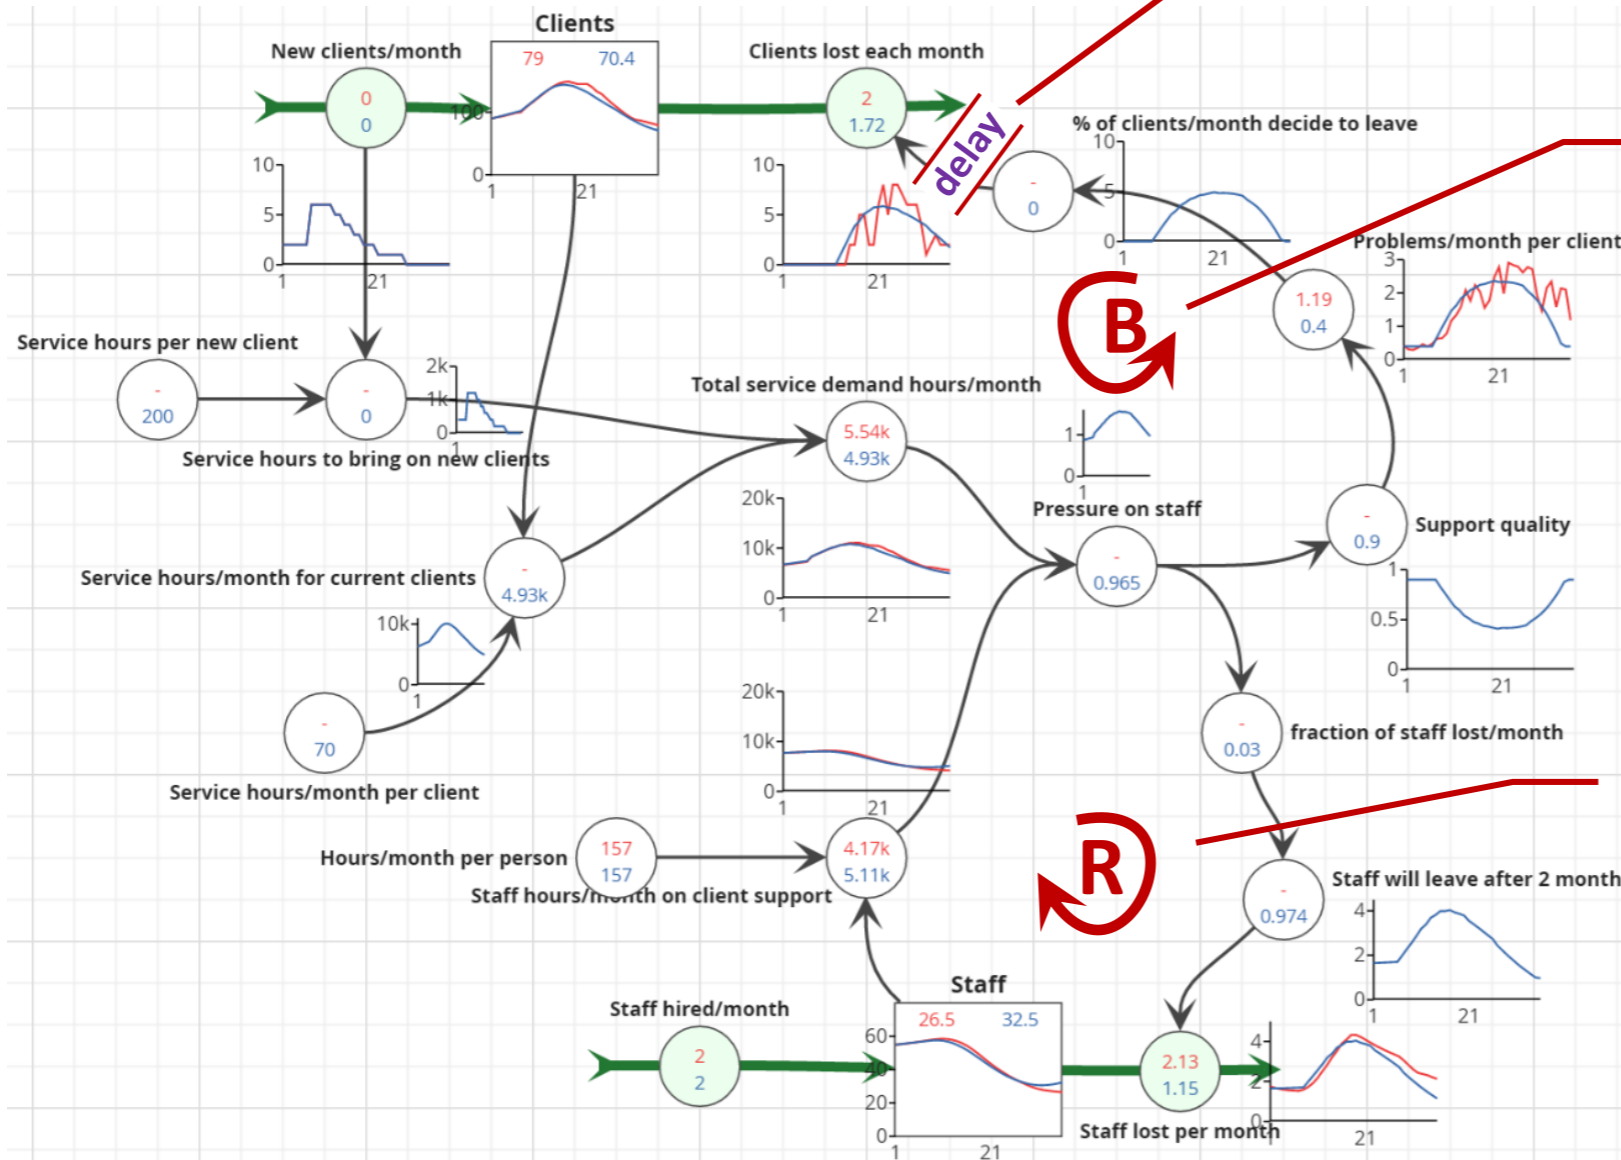 Clients
New clients/month
79 70.4
100
0
1 21
0
0
10
5
0
1 21
Clients lost each month
2
1.72
delay
10
5
0
1 21
-
0
% of clients/month decide to leave
10
5
0
1 21
Problems/month per client
1.19
0.4
3
2
1
0
1 21
B
Service hours per new client
-
200
-
0
2k
1k
0
1
Service hours to bring on new clients
Total service demand hours/month
5.54k
4.93k
20k
10k
0
1 21
1
0
1
Pressure on staff
-
0.965
-
0.9
Support quality
1
0.5
0
1 21
Service hours/month for current clients
-
4.93k
10k
0
1
-
70
Service hours/month per client
20k
10k
0
1 21
-
0.03
fraction of staff lost/month
R
Hours/month per person
157
157
4.17k
5.11k
Staff hours/month on client support
-
0.974
Staff will leave after 2 month
4
2
0
1 21
Staff
26.5 32.5
60
40
20
0
1 21
Staff hired/month
2
2
2.13
1.15
Staff lost per month
4
2
0
21